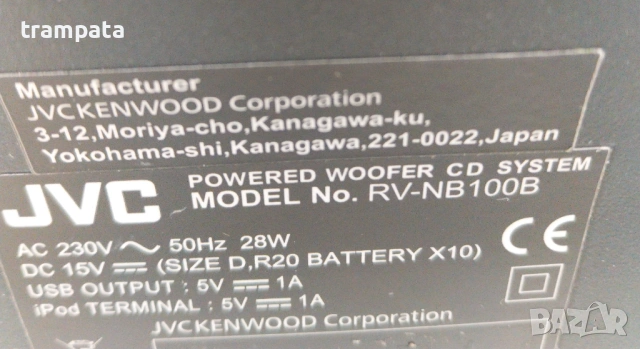 trampata
Manufacturer
JVCKENWOOD Corporation
3-12,Moriya-cho,Kanagawa-ku,
Yokohama-shi,Kanagawa,221-0022,Japan
JVC
POWERED WOOFER CD SYSTEM
MODEL No. RV-NB100B
AC 230V ～ 50Hz 28W
DC 15V ⎓ (SIZE D,R20 BATTERY X10)
USB OUTPUT : 5V ⎓ 1A
iPod TERMINAL : 5V ⎓ 1A
CE
JVCKENWOOD Corporation
BAZAR